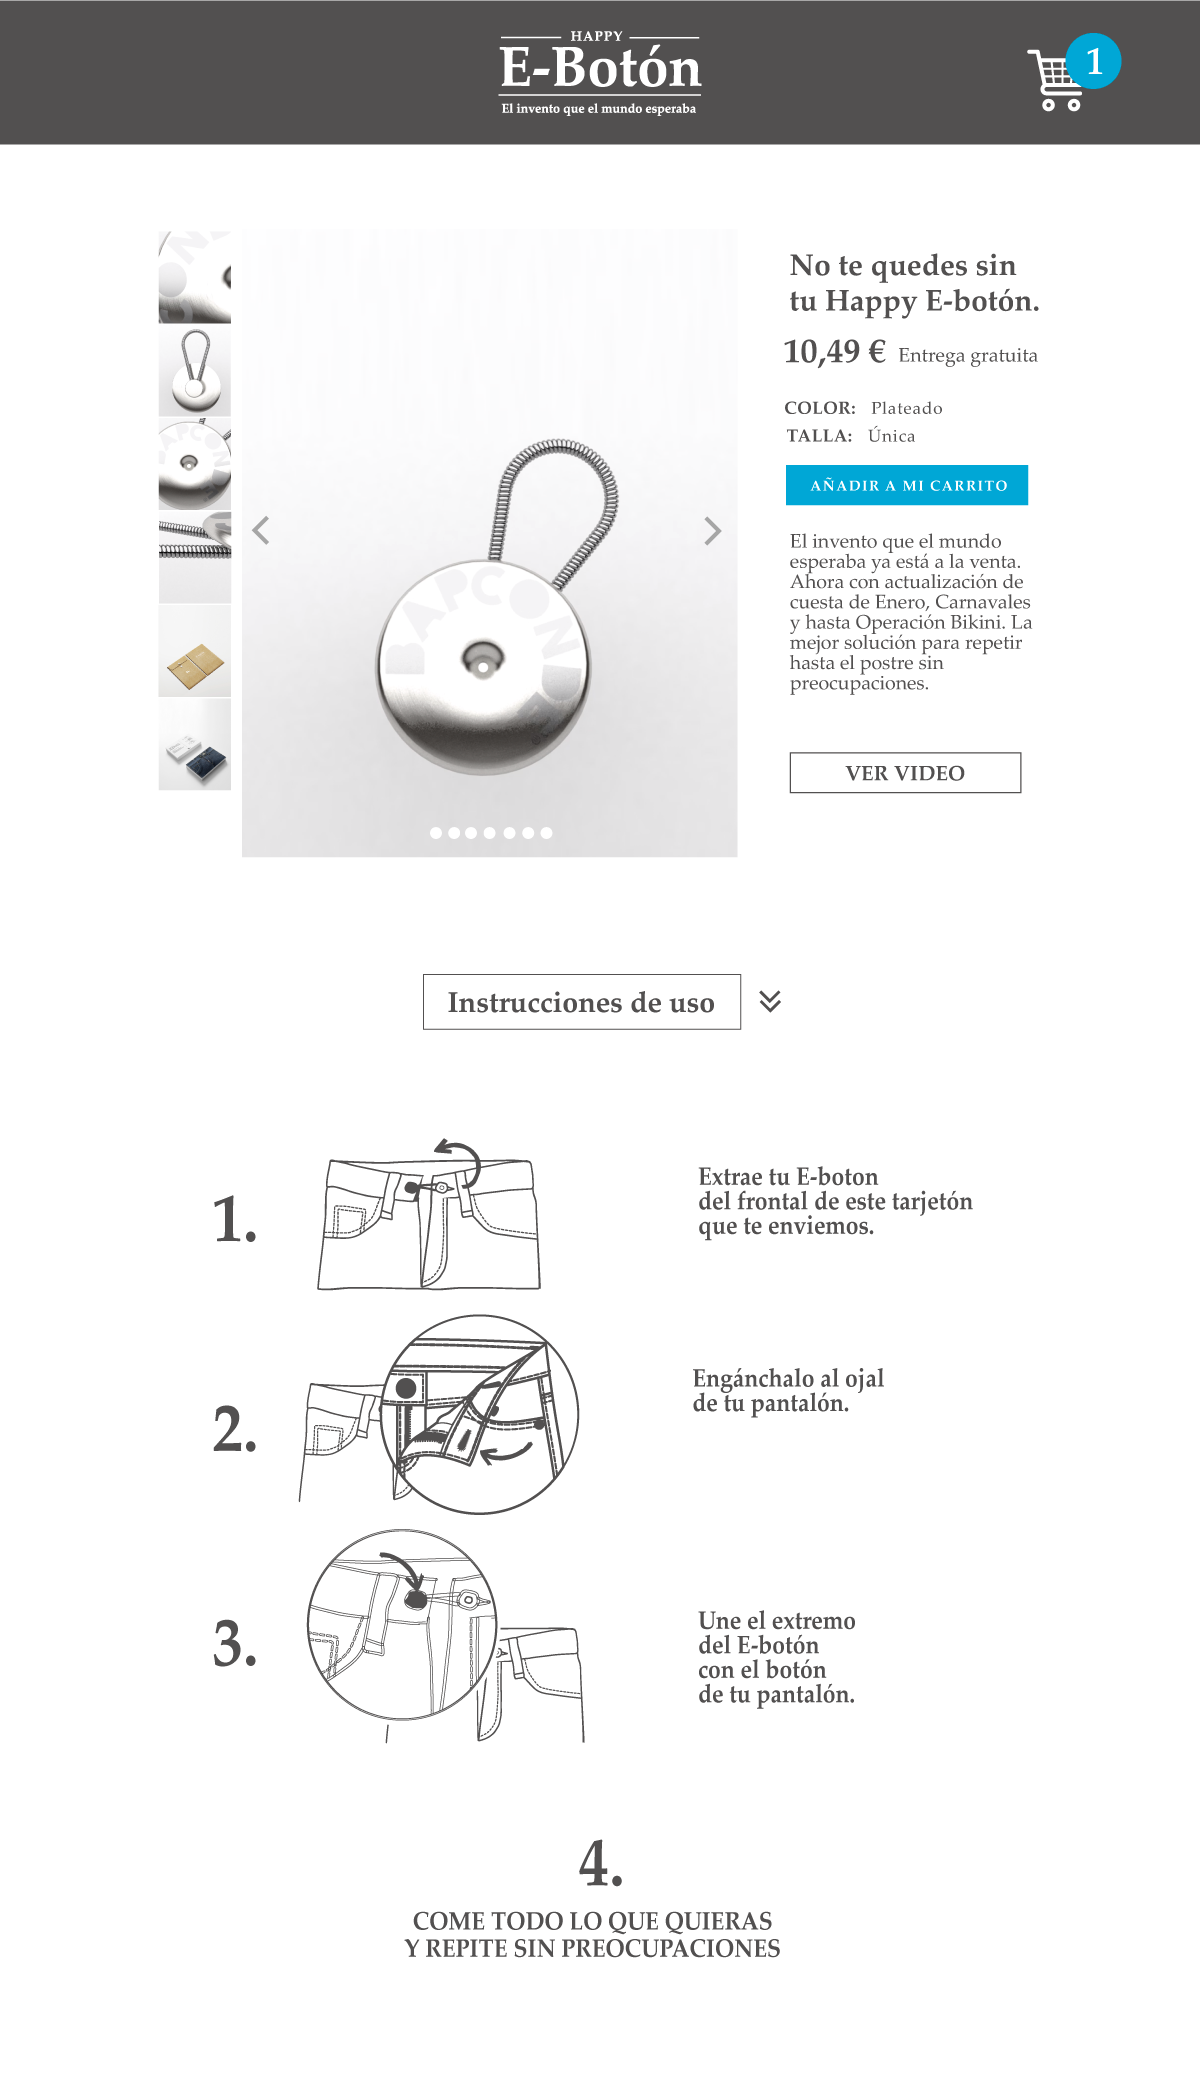 HAPPY
E-Botón
El invento que el mundo esperaba
1
No te quedes sin
tu Happy E-botón.
10,49 € Entrega gratuita
COLOR: Plateado
TALLA: Única
AÑADIR A MI CARRITO
El invento que el mundo
esperaba ya está a la venta.
Ahora con actualización de
cuesta de Enero, Carnavales
y hasta Operación Bikini. La
mejor solución para repetir
hasta el postre sin
preocupaciones.
VER VIDEO
BAPCOND
Instrucciones de uso
1.
Extrae tu E-boton
del frontal de este tarjetón
que te enviemos.
2.
Engánchalo al ojal
de tu pantalón.
3.
Une el extremo
del E-botón
con el botón
de tu pantalón.
4.
COME TODO LO QUE QUIERAS
Y REPITE SIN PREOCUPACIONES